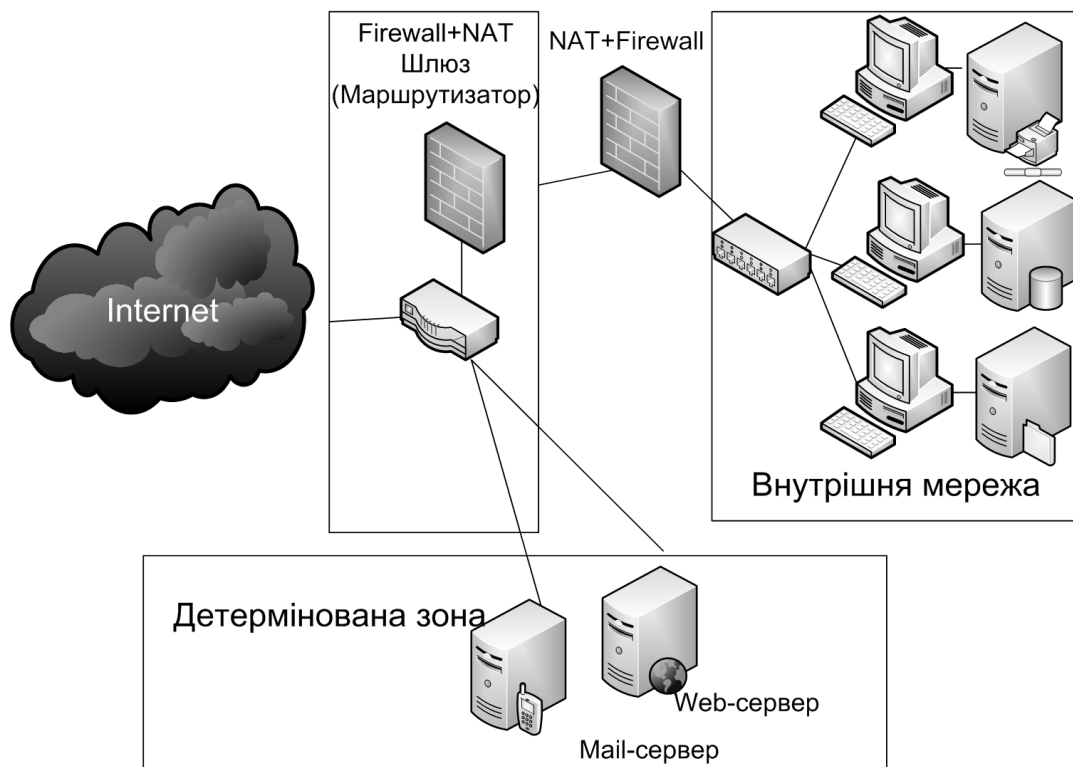 Firewall+NAT
Шлюз
(Маршрутизатор)
NAT+Firewall
Internet
Внутрішня мережа
Детермінована зона
Web-сервер
Mail-сервер